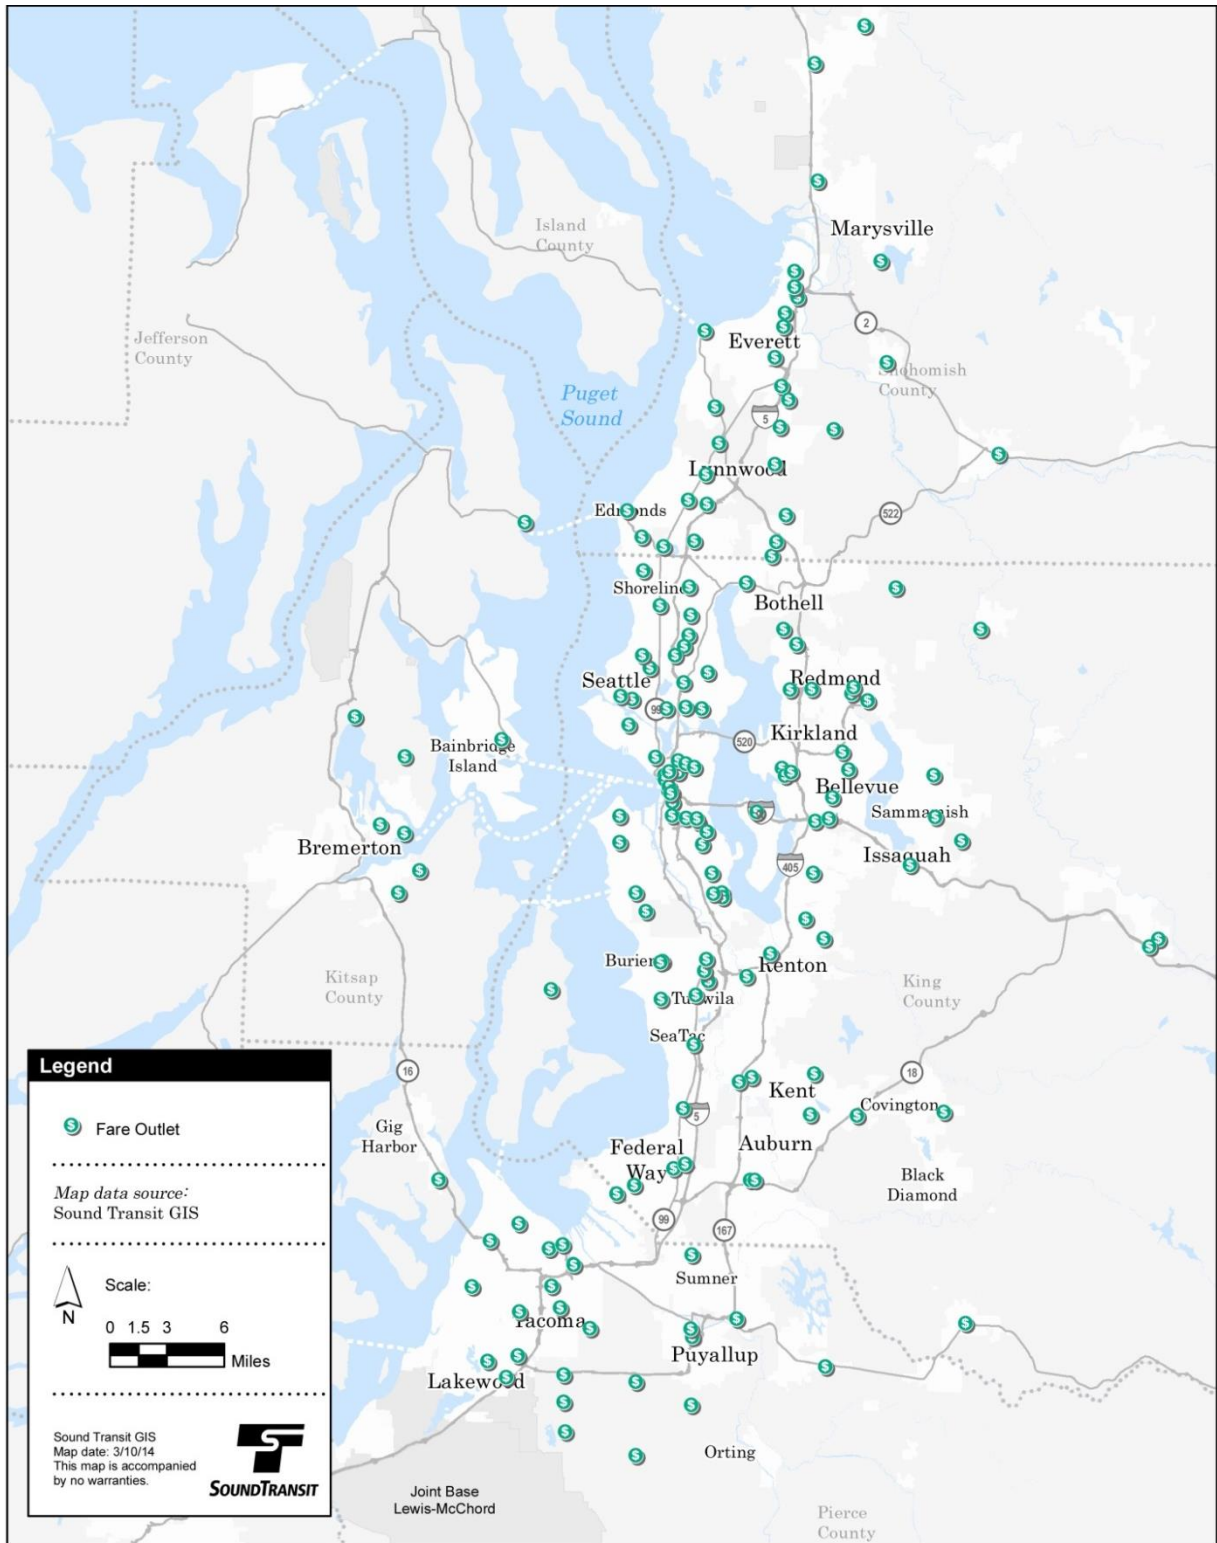 Marysville
Island
County
2
Jefferson
County
Everett
Snohomish
County
Puget
Sound
5
Lynnwood
Edmonds
522
Shoreline
Bothell
Seattle
Redmond
99
Kirkland
520
Bainbridge
Island
Bellevue
Sammamish
90
Bremerton
Issaquah
405
Burien
Renton
Kitsap
County
King
County
Tukwila
SeaTac
Legend
16
18
Kent
Covington
5
$ Fare Outlet
Gig
Harbor
Federal
Way
Auburn
Black
Diamond
Map data source:
Sound Transit GIS
99
167
Sumner
Scale:
N
0 1.5 3 6
Miles
Tacoma
Puyallup
Lakewood
Sound Transit GIS
Map date: 3/10/14
This map is accompanied
by no warranties.
SOUNDTRANSIT
Orting
Joint Base
Lewis-McChord
Pierce
County